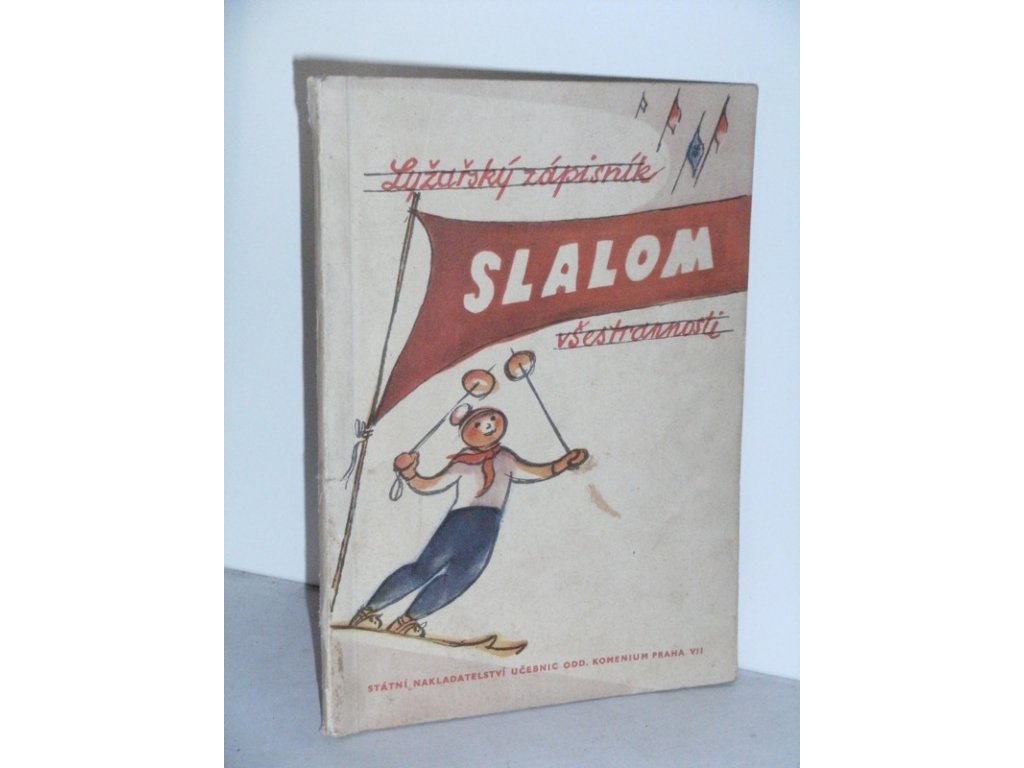 Lyžařský zápisník
SLALOM
všestrannosti
STÁTNÍ NAKLADATELSTVÍ UČEBNIC ODD. KOMENIUM PRAHA VII